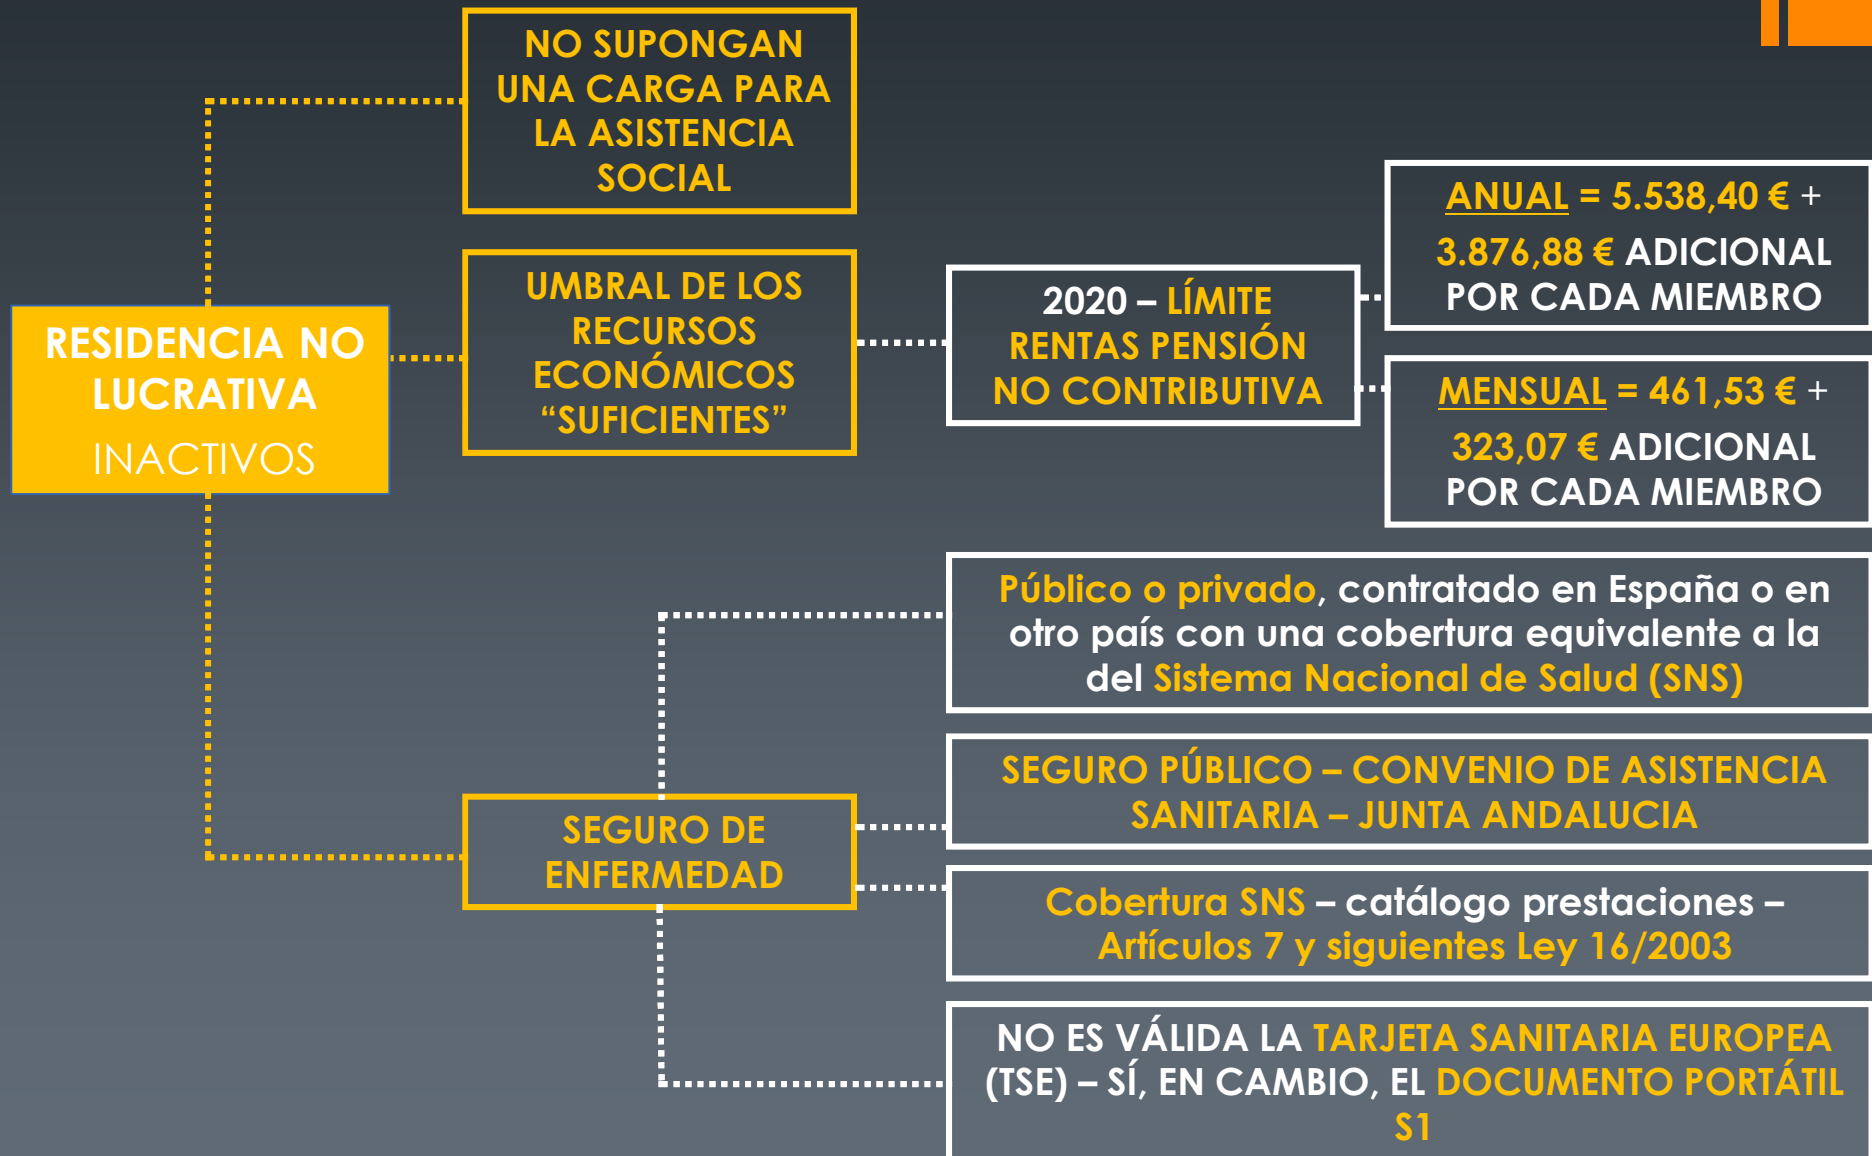 NO SUPONGAN
UNA CARGA PARA
LA ASISTENCIA
SOCIAL
RESIDENCIA NO
LUCRATIVA
INACTIVOS
UMBRAL DE LOS
RECURSOS
ECONÓMICOS
“SUFICIENTES”
2020 – LÍMITE
RENTAS PENSIÓN
NO CONTRIBUTIVA
ANUAL = 5.538,40 € +
3.876,88 € ADICIONAL
POR CADA MIEMBRO
MENSUAL = 461,53 € +
323,07 € ADICIONAL
POR CADA MIEMBRO
SEGURO DE
ENFERMEDAD
Público o privado, contratado en España o en
otro país con una cobertura equivalente a la
del Sistema Nacional de Salud (SNS)
SEGURO PÚBLICO – CONVENIO DE ASISTENCIA
SANITARIA – JUNTA ANDALUCIA
Cobertura SNS – catálogo prestaciones –
Artículos 7 y siguientes Ley 16/2003
NO ES VÁLIDA LA TARJETA SANITARIA EUROPEA
(TSE) – SÍ, EN CAMBIO, EL DOCUMENTO PORTÁTIL
S1